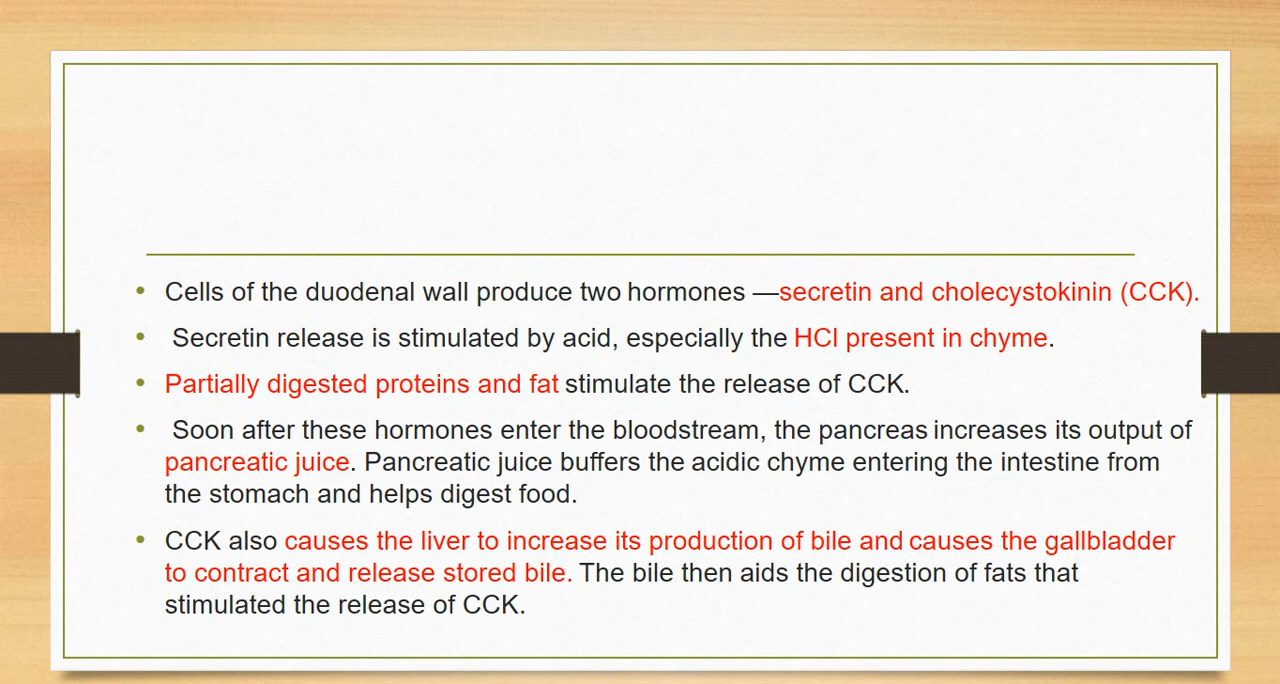 • Cells of the duodenal wall produce two hormones —secretin and cholecystokinin (CCK).
• Secretin release is stimulated by acid, especially the HCl present in chyme.
• Partially digested proteins and fat stimulate the release of CCK.
• Soon after these hormones enter the bloodstream, the pancreas increases its output of
pancreatic juice. Pancreatic juice buffers the acidic chyme entering the intestine from
the stomach and helps digest food.
• CCK also causes the liver to increase its production of bile and causes the gallbladder
to contract and release stored bile. The bile then aids the digestion of fats that
stimulated the release of CCK.